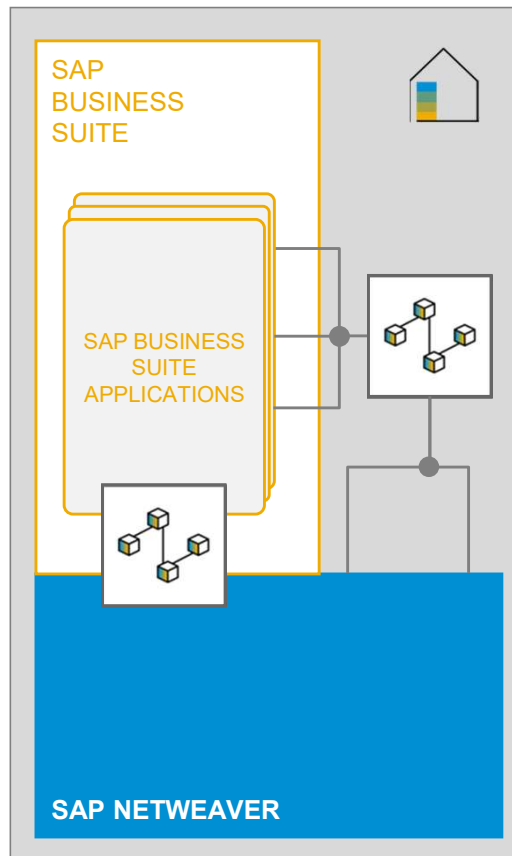 SAP
BUSINESS
SUITE
SAP BUSINESS
SUITE
APPLICATIONS
SAP NETWEAVER